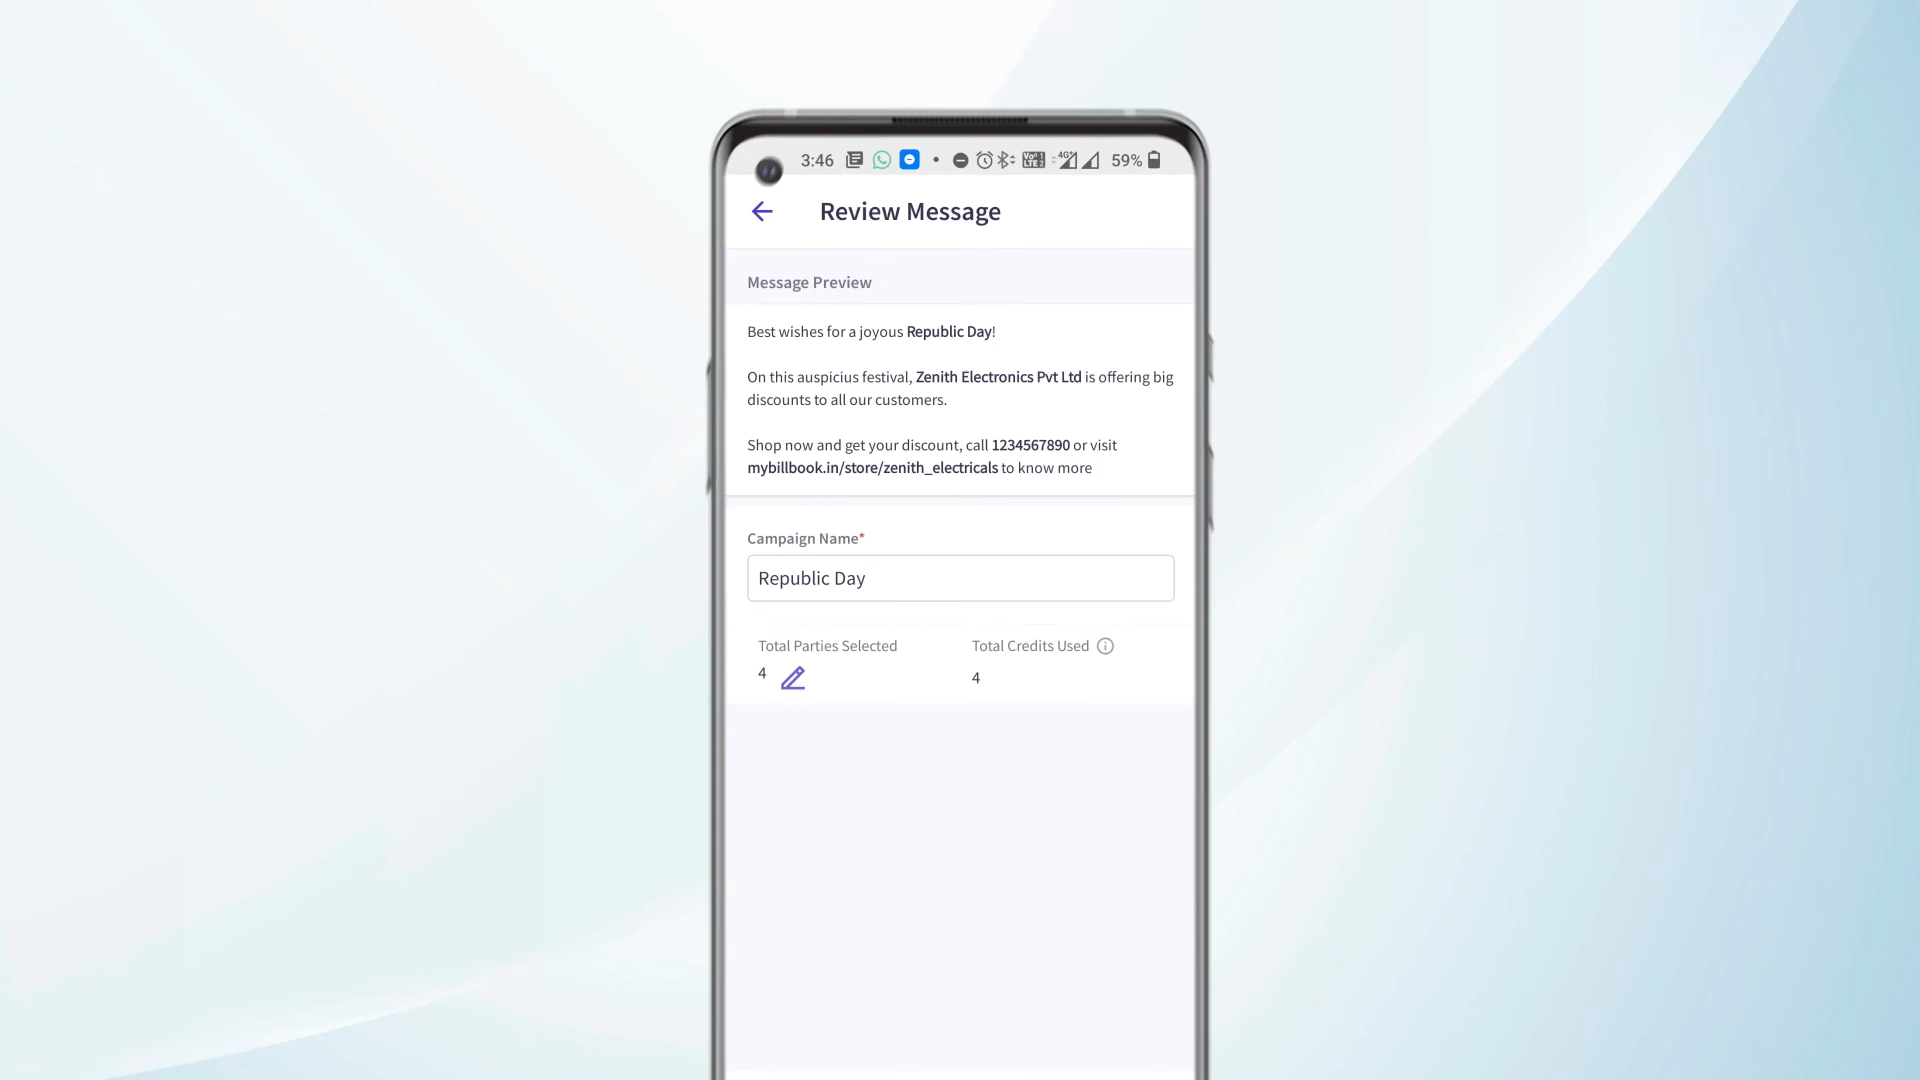 3:46 59%
Review Message
Message Preview
Best wishes for a joyous Republic Day!
On this auspicius festival, Zenith Electronics Pvt Ltd is offering big
discounts to all our customers.
Shop now and get your discount, call 1234567890 or visit
mybillbook.in/store/zenith_electricals to know more
Campaign Name*
Republic Day
Total Parties Selected Total Credits Used
4 4